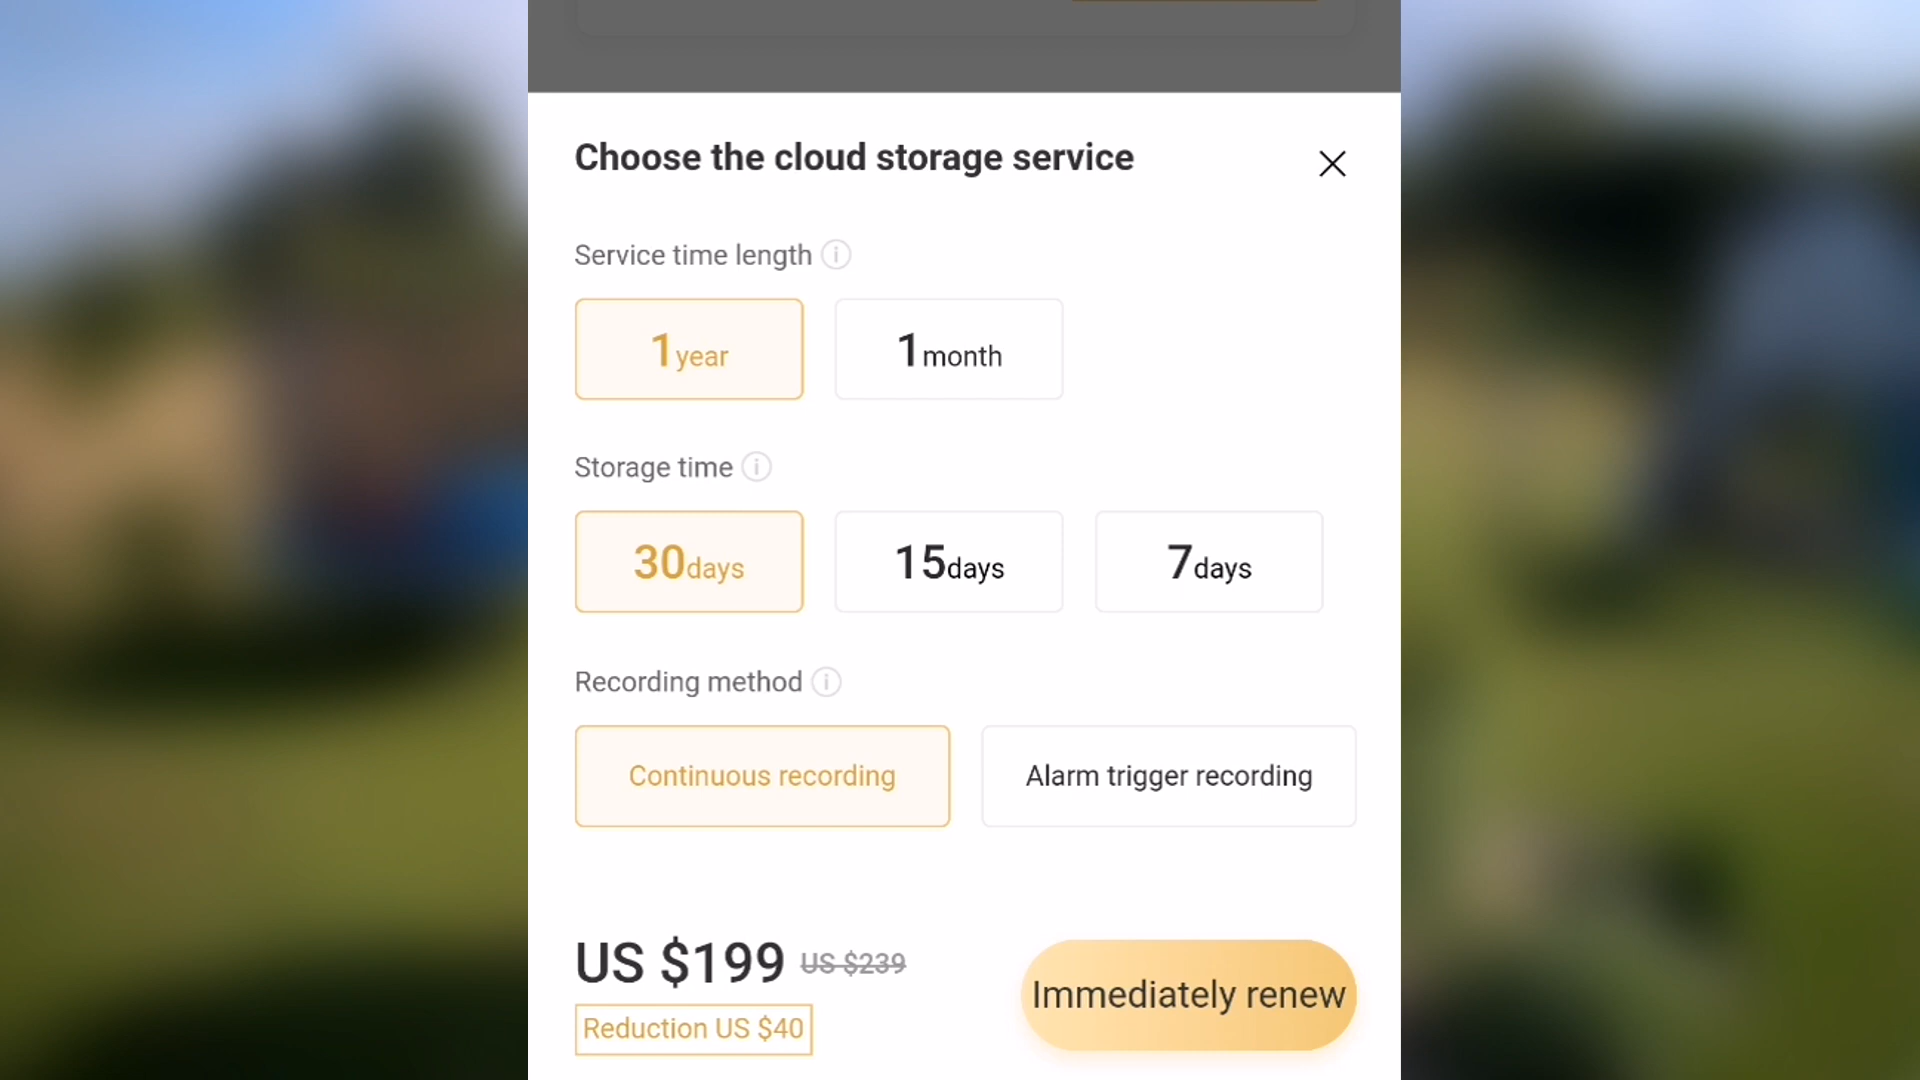 Choose the cloud storage service
Service time length
1 year
1 month
Storage time
30days
15days
7days
Recording method
Continuous recording
Alarm trigger recording
US $199 US $239
Reduction US $40
Immediately renew